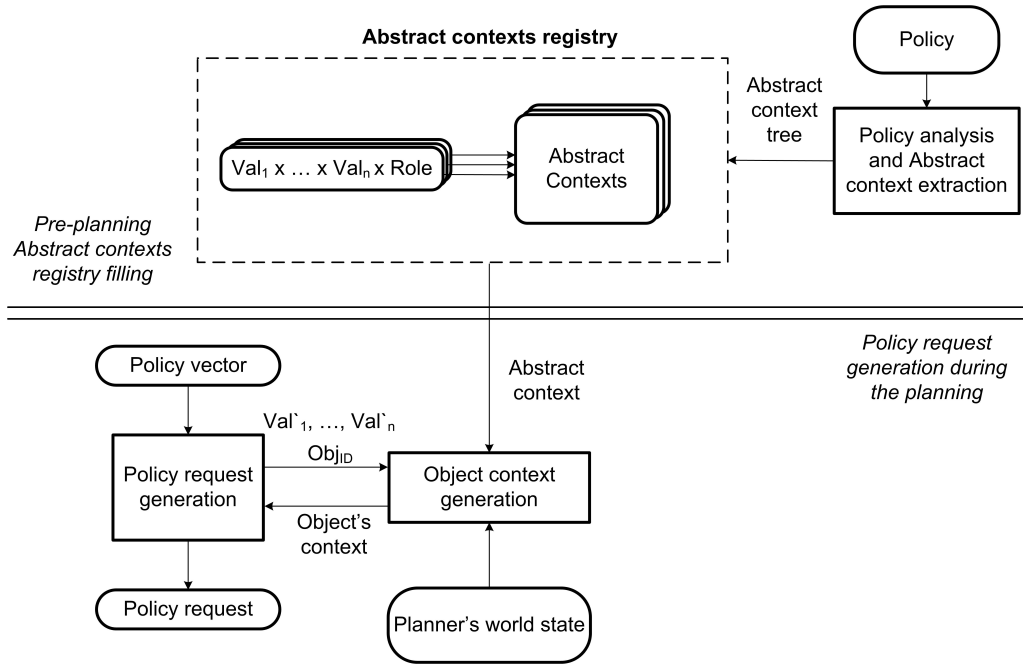 Abstract contexts registry
Policy
Abstract
context
tree
Policy analysis
and Abstract
context extraction
Val1 x … x Valn x Role
Abstract
Contexts
Pre-planning
Abstract contexts
registry filling
Policy request
generation during
the planning
Policy vector
Abstract
context
Val`1, …, Val`n
ObjID
Policy request
generation
Object context
generation
Object's
context
Policy request
Planner's world state